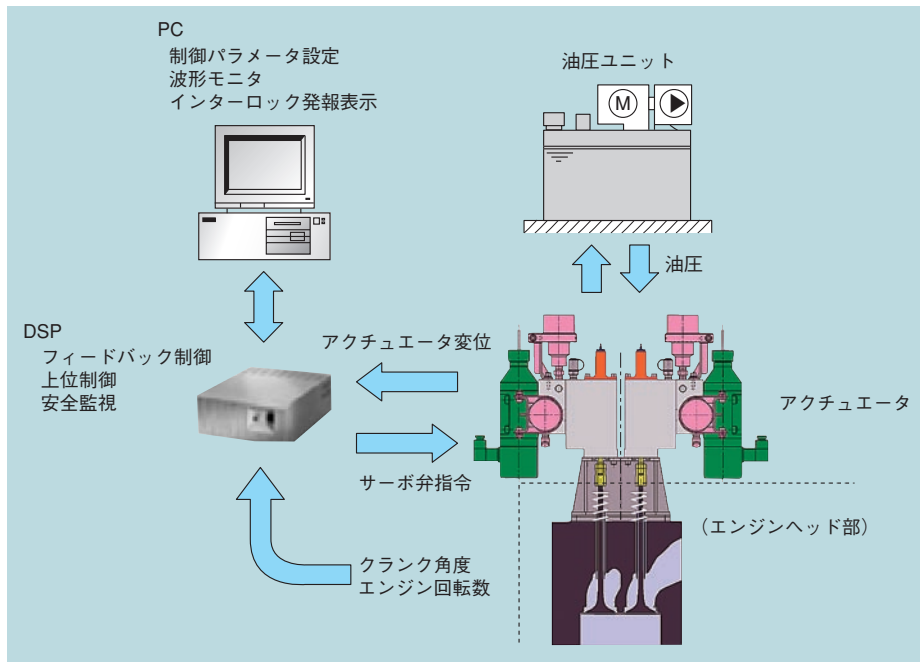 PC
制御パラメータ設定
波形モニタ
インターロック発報表示
油圧ユニット
M
油圧
DSP
フィードバック制御
上位制御
安全監視
アクチュエータ変位
アクチュエータ
サーボ弁指令
（エンジンヘッド部）
クランク角度
エンジン回転数